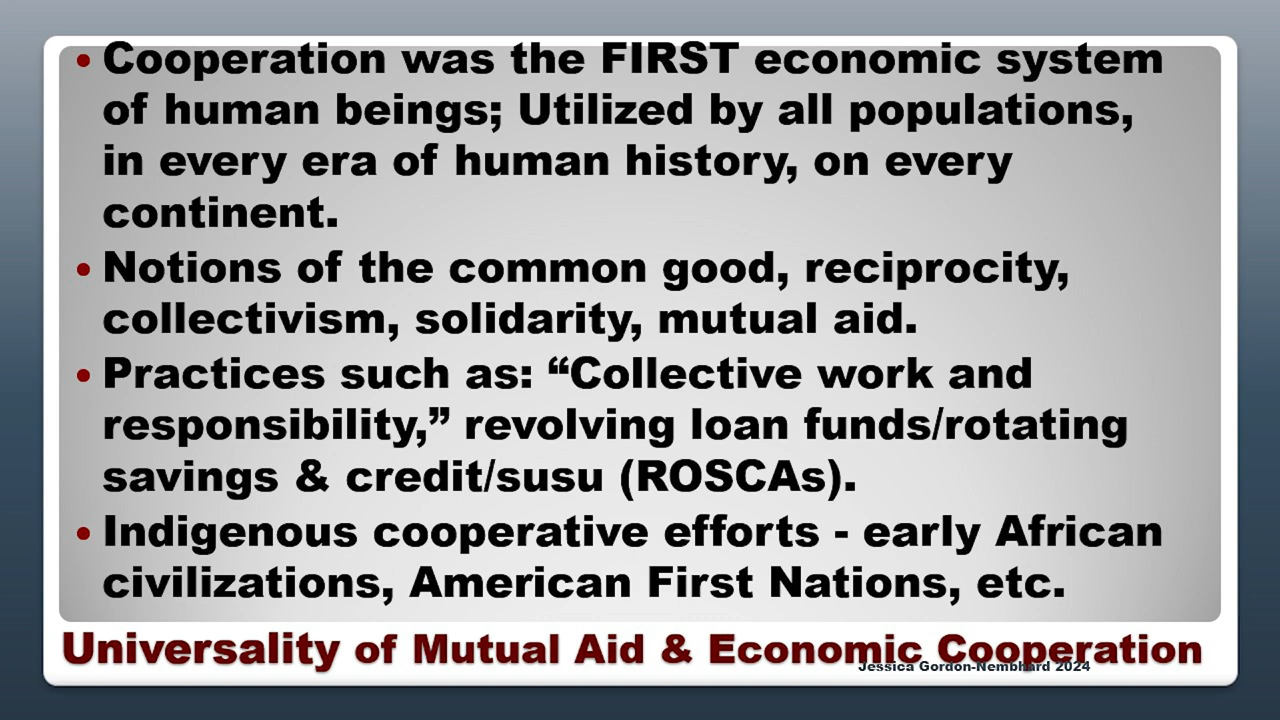 • Cooperation was the FIRST economic system
of human beings; Utilized by all populations,
in every era of human history, on every
continent.
• Notions of the common good, reciprocity,
collectivism, solidarity, mutual aid.
• Practices such as: “Collective work and
responsibility,” revolving loan funds/rotating
savings & credit/susu (ROSCAs).
• Indigenous cooperative efforts - early African
civilizations, American First Nations, etc.
Universality of Mutual Aid & Economic Cooperation
Jessica Gordon-Nembhard 2024